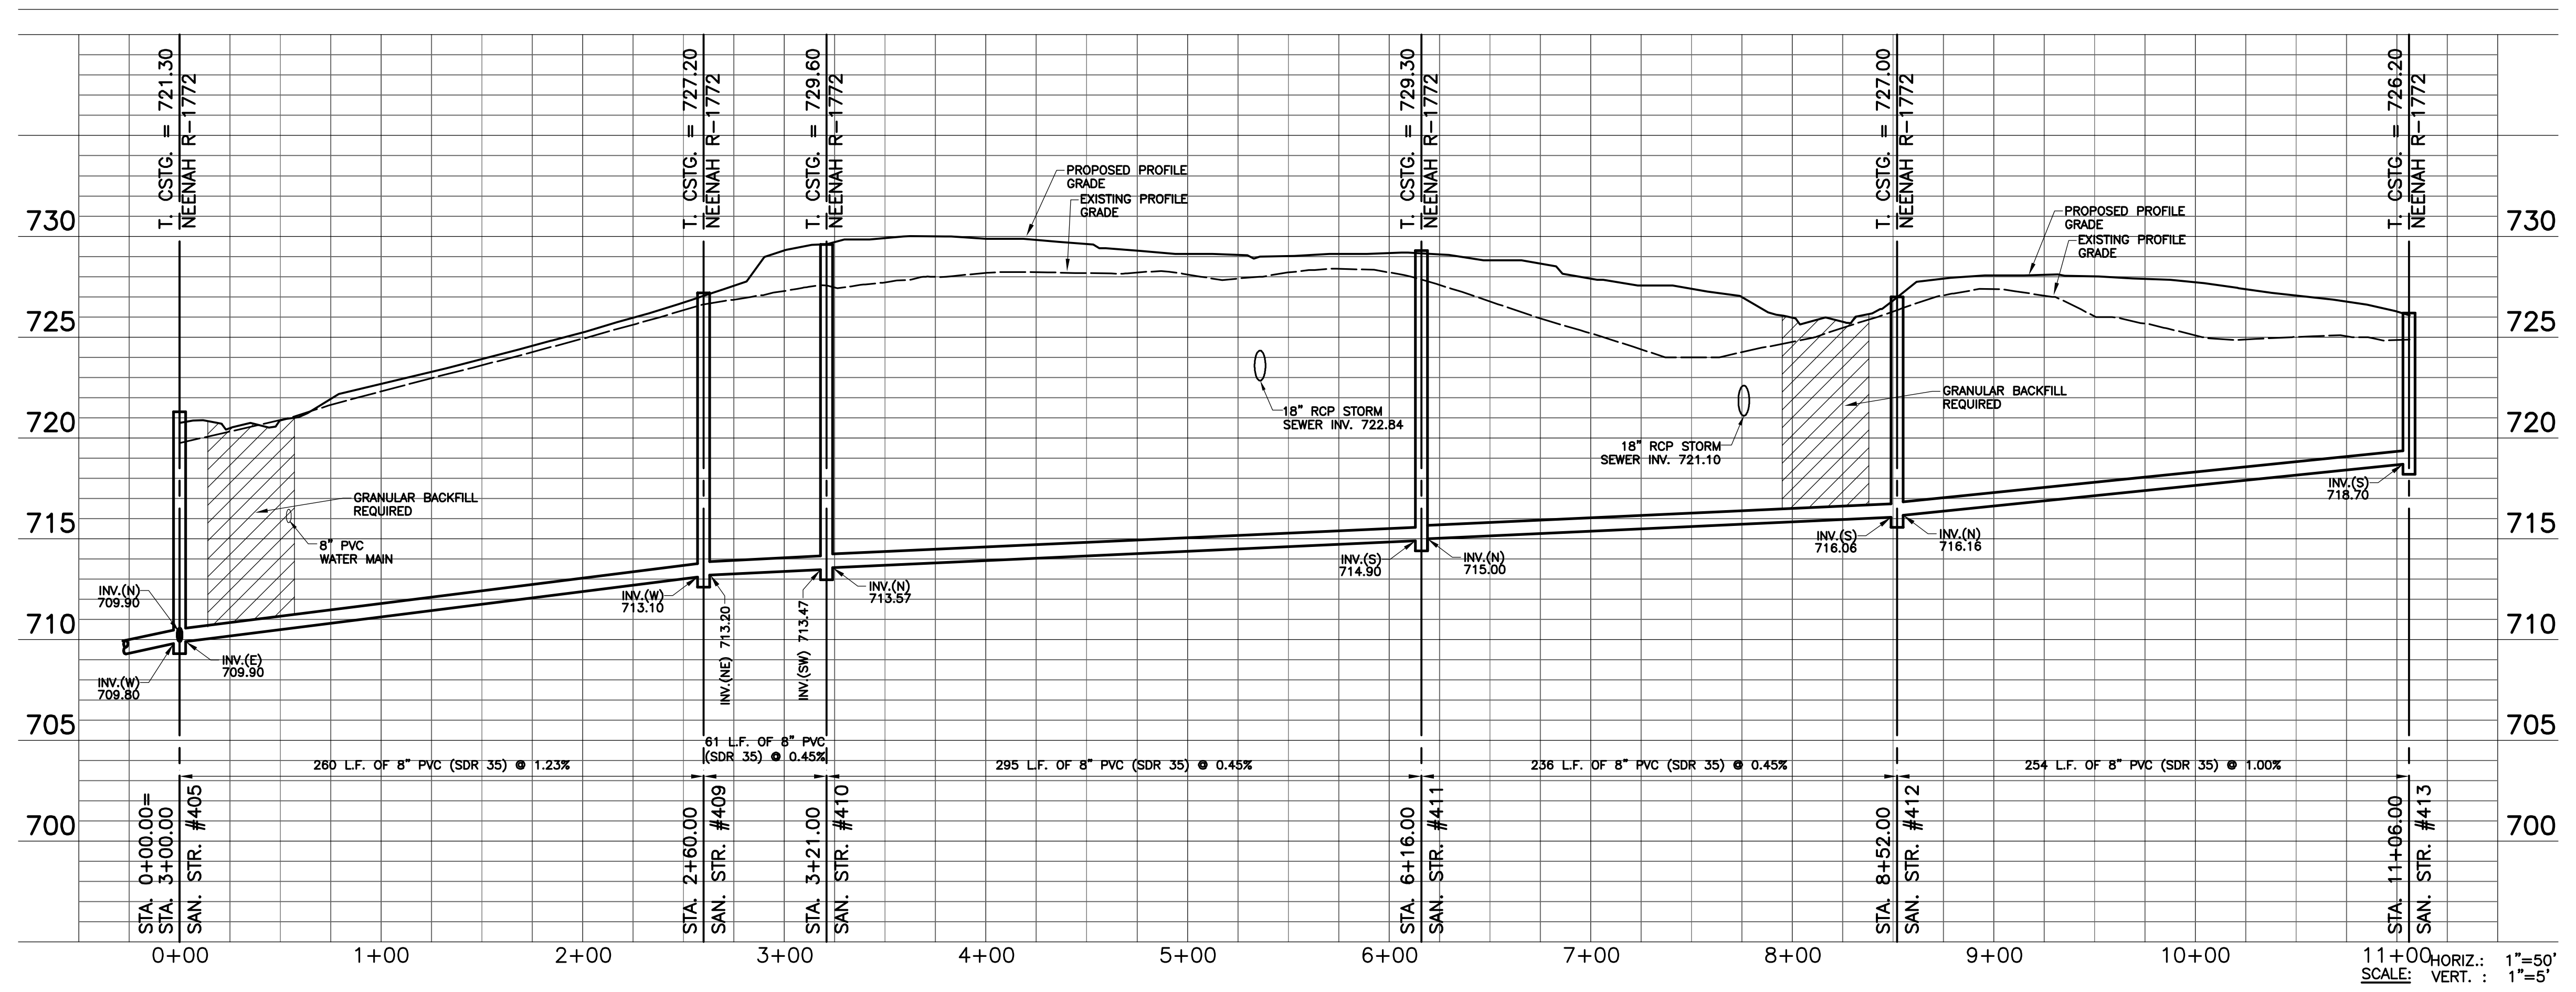 T. CSTG. = 721.30
NEENAH R-1772
T. CSTG. = 727.20
NEENAH R-1772
T. CSTG. = 729.60
NEENAH R-1772
T. CSTG. = 729.30
NEENAH R-1772
T. CSTG. = 727.00
NEENAH R-1772
T. CSTG. = 726.20
NEENAH R-1772
PROPOSED PROFILE
GRADE
EXISTING PROFILE
GRADE
PROPOSED PROFILE
GRADE
EXISTING PROFILE
GRADE
730
730
725
725
720
720
715
715
710
710
705
705
700
700
18" RCP STORM
SEWER INV. 722.84
18" RCP STORM
SEWER INV. 721.10
GRANULAR BACKFILL
REQUIRED
GRANULAR BACKFILL
REQUIRED
8" PVC
WATER MAIN
INV.(N)
709.90
INV.(W)
709.80
INV.(E)
709.90
INV.(W)
713.10
INV.(NE) 713.20
INV.(SW) 713.47
INV.(N)
713.57
INV.(S)
714.90
INV.(N)
715.00
INV.(S)
716.06
INV.(N)
716.16
INV.(S)
718.70
260 L.F. OF 8" PVC (SDR 35) @ 1.23%
61 L.F. OF 8" PVC
(SDR 35) @ 0.45%
295 L.F. OF 8" PVC (SDR 35) @ 0.45%
236 L.F. OF 8" PVC (SDR 35) @ 0.45%
254 L.F. OF 8" PVC (SDR 35) @ 1.00%
STA. 0+00.00=
STA. 3+00.00
SAN. STR. #405
STA. 2+60.00
SAN. STR. #409
STA. 3+21.00
SAN. STR. #410
STA. 6+16.00
SAN. STR. #411
STA. 8+52.00
SAN. STR. #412
STA. 11+06.00
SAN. STR. #413
0+00
1+00
2+00
3+00
4+00
5+00
6+00
7+00
8+00
9+00
10+00
11+00
HORIZ.: 1"=50'
SCALE: VERT. : 1"=5'